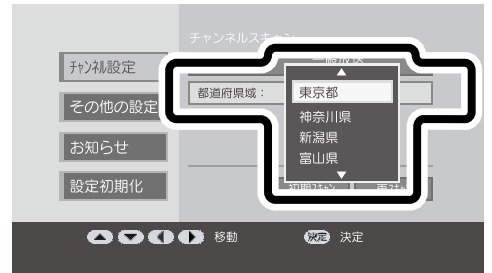 チャンネルスキャン
一般放送
ﾁｬﾝﾈﾙ設定
都道府県域：
東京都
その他の設定
神奈川県
新潟県
お知らせ
富山県
設定初期化
初期ｽｷｬﾝ
再ｽｷｬﾝ
移動
決定 決定